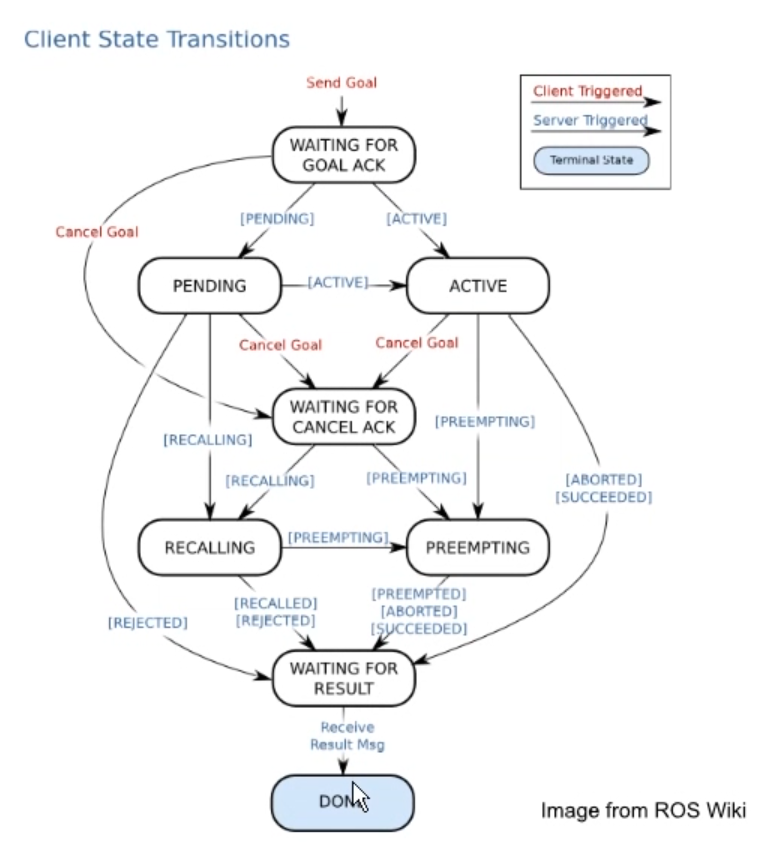 Client State Transitions
Send Goal
Client Triggered
Server Triggered
Terminal State
WAITING FOR
GOAL ACK
[PENDING]
[ACTIVE]
Cancel Goal
PENDING
[ACTIVE]
ACTIVE
Cancel Goal
Cancel Goal
WAITING FOR
CANCEL ACK
[PREEMPTING]
[RECALLING]
[RECALLING]
[PREEMPTING]
[ABORTED]
[SUCCEEDED]
RECALLING
[PREEMPTING]
PREEMPTING
[RECALLED]
[REJECTED]
[PREEMPTED]
[ABORTED]
[SUCCEEDED]
[REJECTED]
WAITING FOR
RESULT
Receive
Result Msg
DONE
Image from ROS Wiki